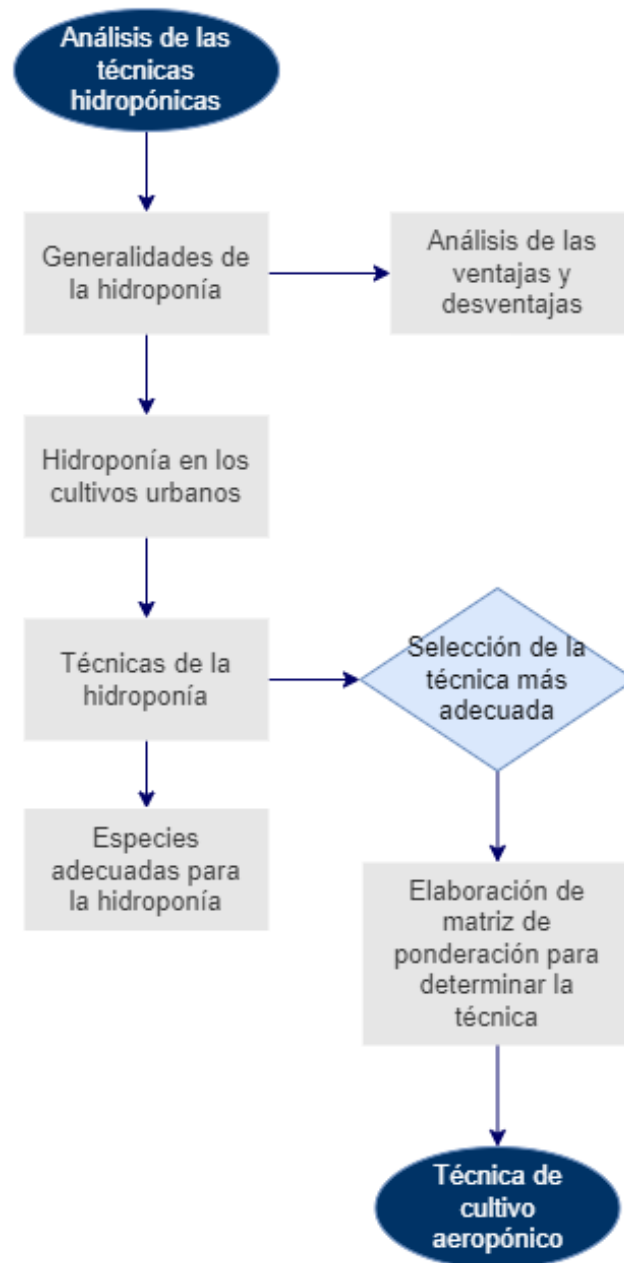 Análisis de las
técnicas
hidropónicas
Generalidades de
la hidroponía
Análisis de las
ventajas y
desventajas
Hidroponía en los
cultivos urbanos
Técnicas de la
hidroponía
Selección de la
técnica más
adecuada
Especies
adecuadas para
la hidroponía
Elaboración de
matriz de
ponderación para
determinar la
técnica
Técnica de
cultivo
aeropónico